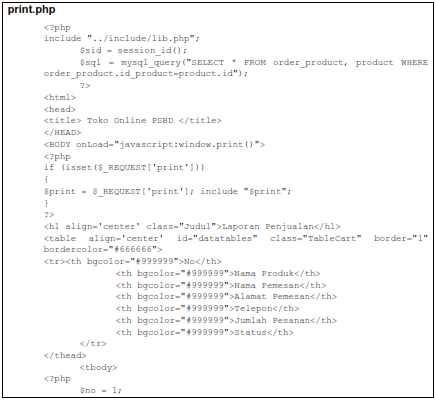 print.php
<?php
include "../include/lib.php";
$sid = session_id();
$sql = mysql_query("SELECT * FROM order_product, product WHERE
order_product.id_product=product.id");
?>
<html>
<head>
<title> Toko Online PSBD </title>
</HEAD>
<BODY onLoad="javascript:window.print()">
<?php
if (isset($_REQUEST['print']))
{
$print = $_REQUEST['print']; include "$print";
}
?>
<h1 align='center' class="Judul">Laporan Penjualan</h1>
<table align='center' id="datatables" class="TableCart" border="1"
bordercolor="#666666">
<tr><th bgcolor="#999999">No</th>
<th bgcolor="#999999">Nama Produk</th>
<th bgcolor="#999999">Nama Pemesan</th>
<th bgcolor="#999999">Alamat Pemesan</th>
<th bgcolor="#999999">Telepon</th>
<th bgcolor="#999999">Jumlah Pesanan</th>
<th bgcolor="#999999">Status</th>
</tr>
</thead>
<tbody>
<?php
$no = 1;